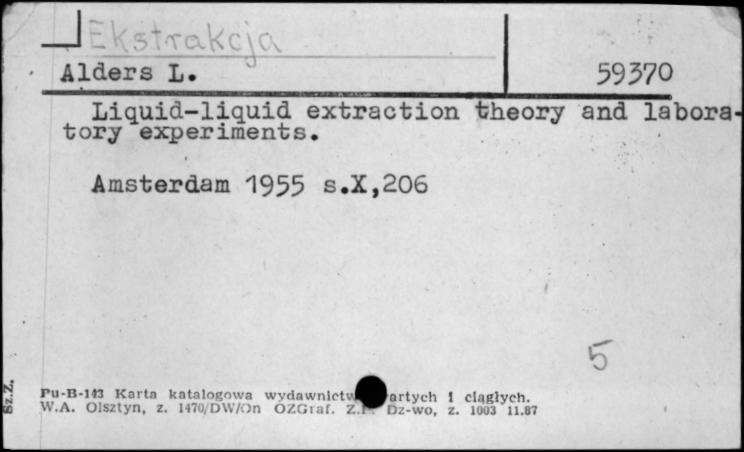 Ekstrakcja
Alders L. 59370
Liquid-liquid extraction theory and labora-
tory experiments.
Amsterdam 1955 s.X,206
5
Pu-B-143 Karta katalogowa wydawnictw artych i ciągłych.
W.A. Olsztyn, z. 1470/DW/On OZGraf. Dz-wo, z. 1003 11.87
Sz.Z.